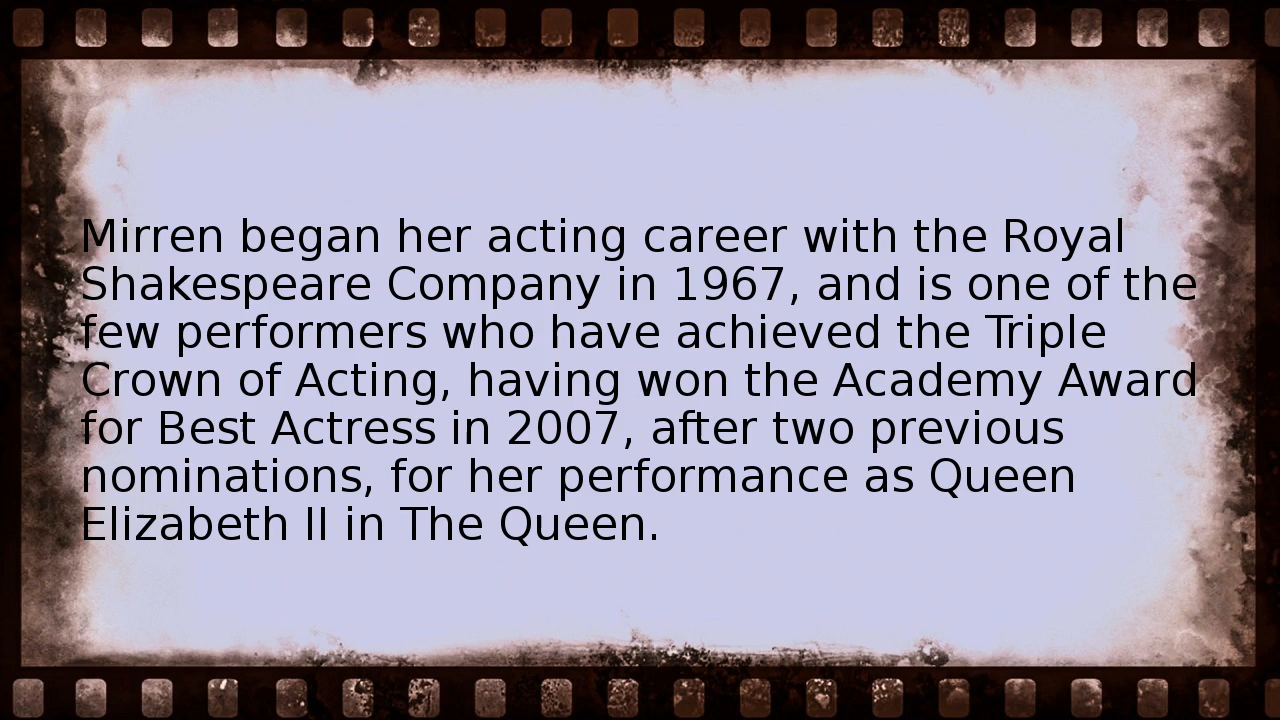 Mirren began her acting career with the Royal
Shakespeare Company in 1967, and is one of the
few performers who have achieved the Triple
Crown of Acting, having won the Academy Award
for Best Actress in 2007, after two previous
nominations, for her performance as Queen
Elizabeth II in The Queen.